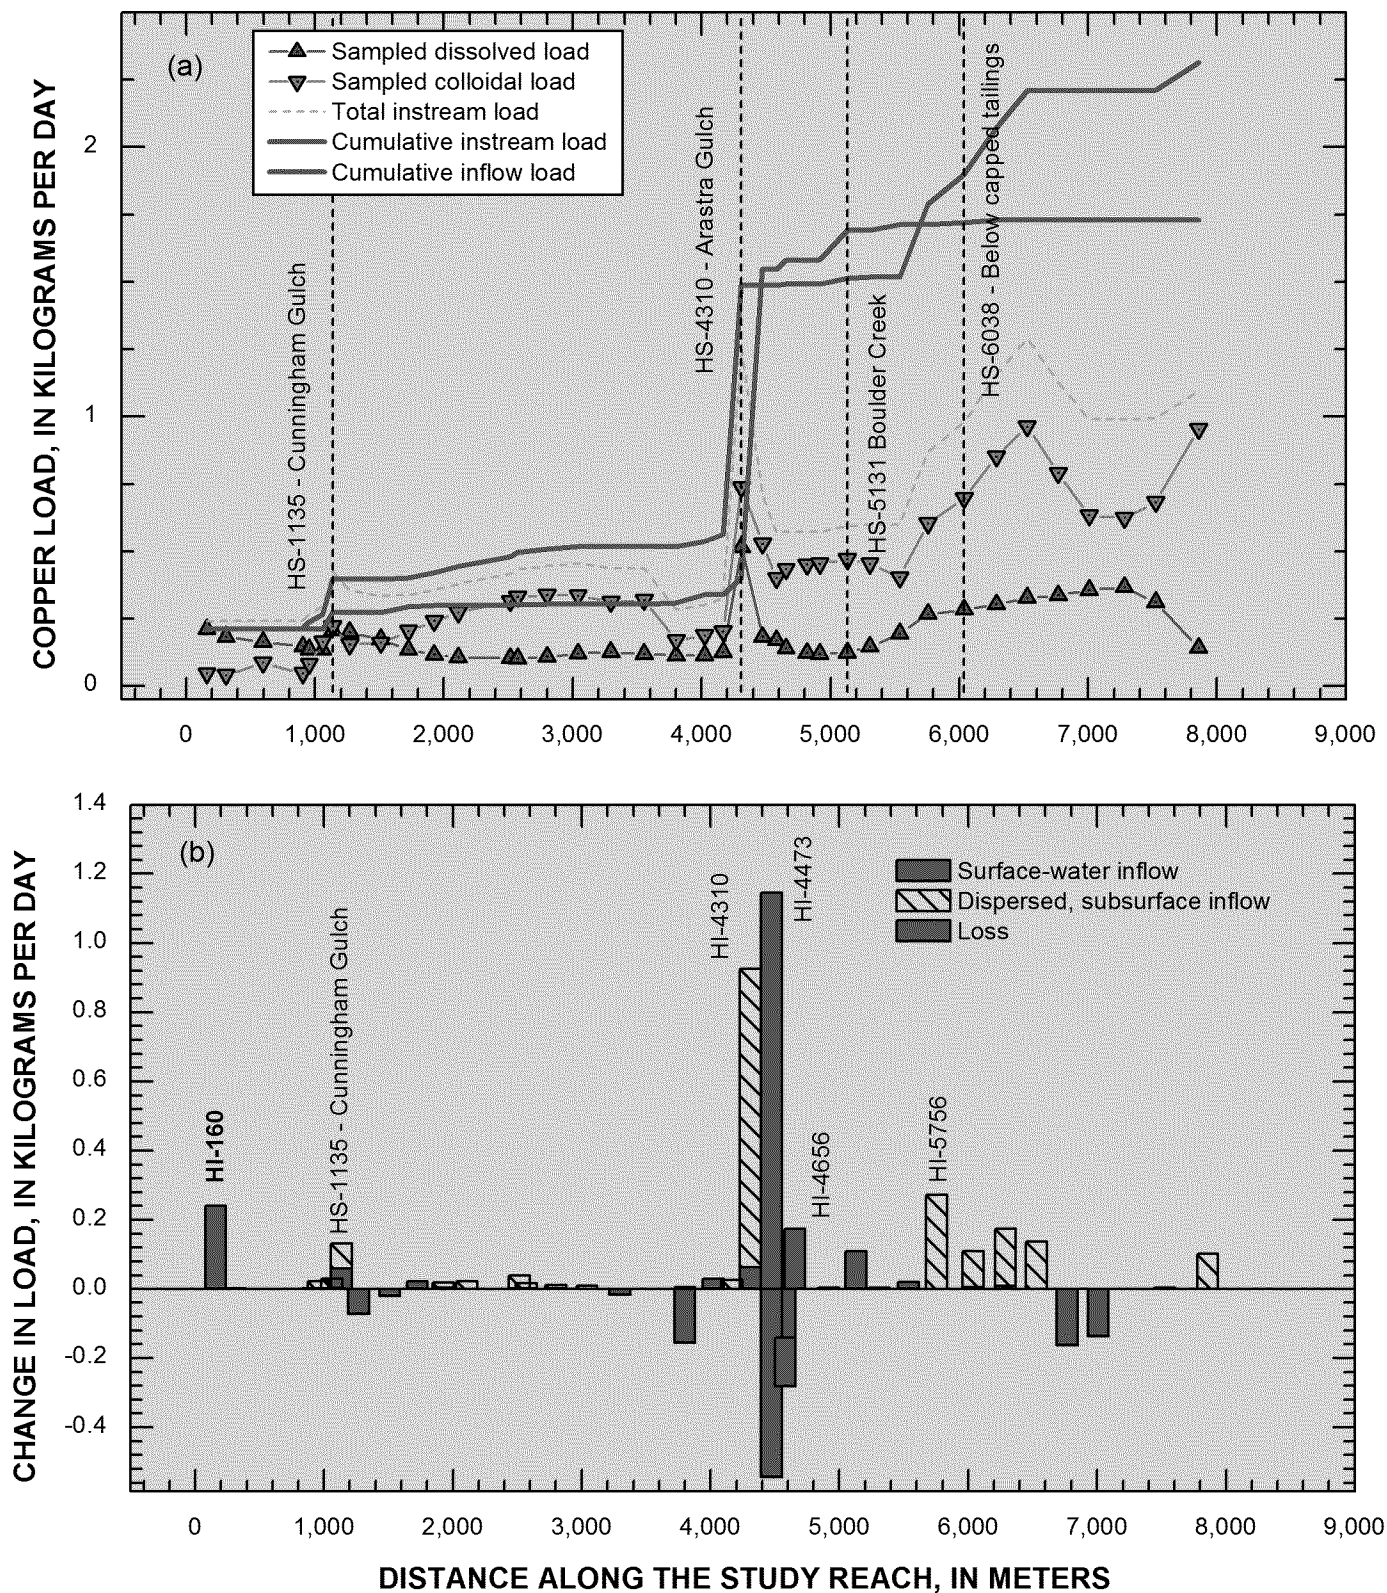 (a)
Sampled dissolved load
Sampled colloidal load
Total instream load
Cumulative instream load
Cumulative inflow load
COPPER LOAD, IN KILOGRAMS PER DAY
2
1
0
HS-1135 - Cunningham Gulch
HS-4310 - Arastra Gulch
HS-5131 Boulder Creek
HS-6038 - Below capped tailings
0 1,000 2,000 3,000 4,000 5,000 6,000 7,000 8,000 9,000
(b)
Surface-water inflow
Dispersed, subsurface inflow
Loss
CHANGE IN LOAD, IN KILOGRAMS PER DAY
1.4
1.2
1.0
0.8
0.6
0.4
0.2
0.0
-0.2
-0.4
HI-160
HS-1135 - Cunningham Gulch
HI-4310
HI-4473
HI-4656
HI-5756
0 1,000 2,000 3,000 4,000 5,000 6,000 7,000 8,000 9,000
DISTANCE ALONG THE STUDY REACH, IN METERS